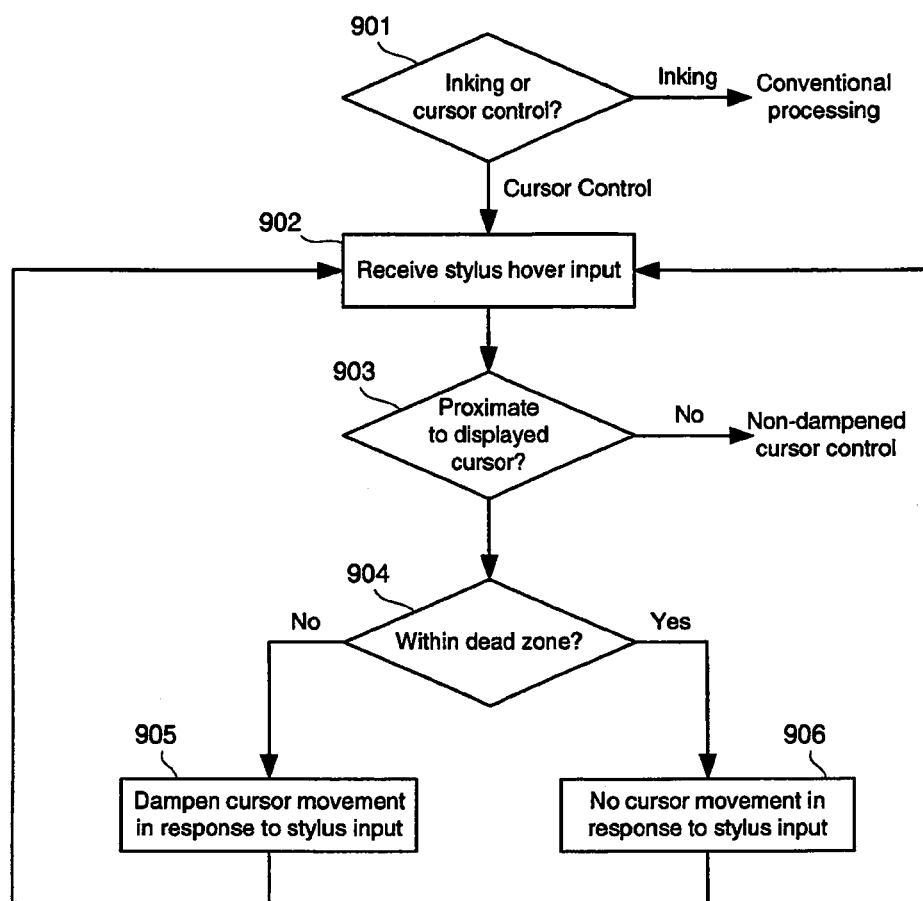 901
Inking or
cursor control?
Inking
Conventional
processing
Cursor Control
902
Receive stylus hover input
903
Proximate
to displayed
cursor?
No
Non-dampened
cursor control
904
No
Within dead zone?
Yes
905
906
Dampen cursor movement
in response to stylus input
No cursor movement in
response to stylus input